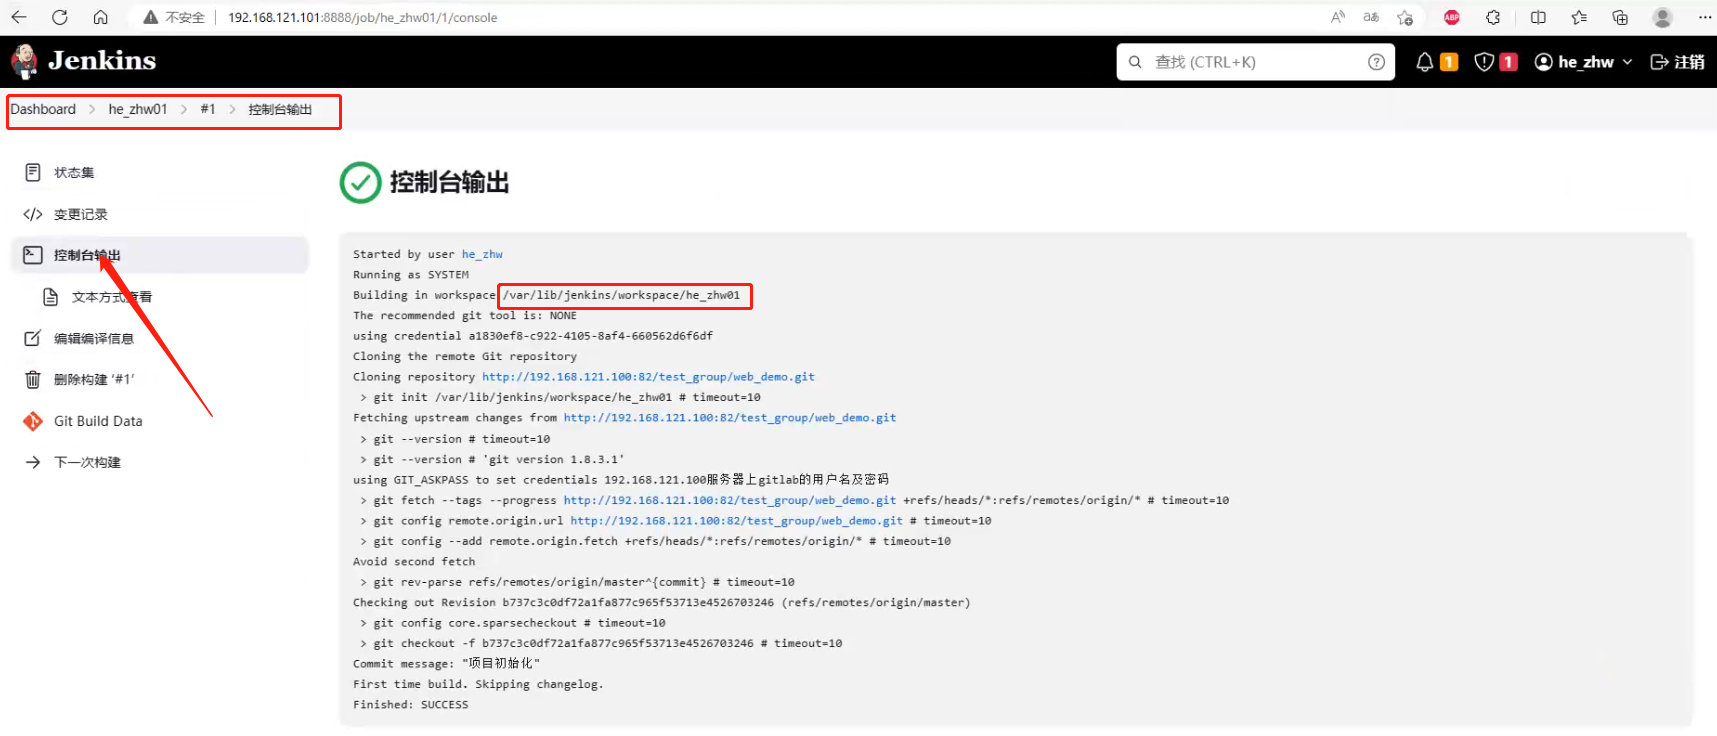 不安全 192.168.121.101:8888/job/he_zhw01/1/console
Jenkins 查找 (CTRL+K) 1 1 he_zhw 注销
Dashboard he_zhw01 #1 控制台输出
状态集
变更记录
控制台输出
文本方式查看
编辑编译信息
删除构建 ‘#1’
Git Build Data
下一次构建
控制台输出
Started by user he_zhw
Running as SYSTEM
Building in workspace /var/lib/jenkins/workspace/he_zhw01
The recommended git tool is: NONE
using credential a1830ef8-c922-4105-8af4-660562d6f6df
Cloning the remote Git repository
Cloning repository http://192.168.121.100:82/test_group/web_demo.git
> git init /var/lib/jenkins/workspace/he_zhw01 # timeout=10
Fetching upstream changes from http://192.168.121.100:82/test_group/web_demo.git
> git --version # timeout=10
> git --version # 'git version 1.8.3.1'
using GIT_ASKPASS to set credentials 192.168.121.100服务器上gitlab的用户名及密码
> git fetch --tags --progress http://192.168.121.100:82/test_group/web_demo.git +refs/heads/*:refs/remotes/origin/* # timeout=10
> git config remote.origin.url http://192.168.121.100:82/test_group/web_demo.git # timeout=10
> git config --add remote.origin.fetch +refs/heads/*:refs/remotes/origin/* # timeout=10
Avoid second fetch
> git rev-parse refs/remotes/origin/master^{commit} # timeout=10
Checking out Revision b737c3c0df72a1fa877c965f53713e4526703246 (refs/remotes/origin/master)
> git config core.sparsecheckout # timeout=10
> git checkout -f b737c3c0df72a1fa877c965f53713e4526703246 # timeout=10
Commit message: "项目初始化"
First time build. Skipping changelog.
Finished: SUCCESS